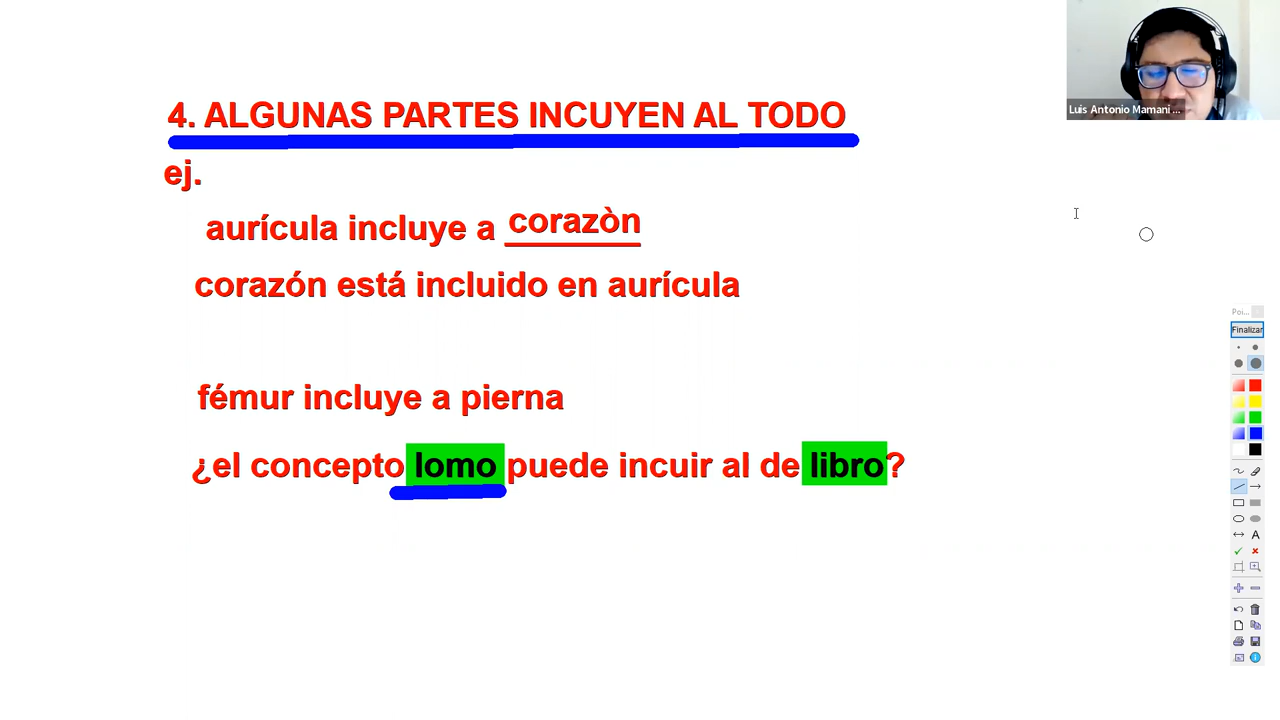 Luis Antonio Mamani ...
4. ALGUNAS PARTES INCUYEN AL TODO
ej.
aurícula incluye a corazòn
corazón está incluido en aurícula
fémur incluye a pierna
¿el concepto lomo puede incuir al de libro?
Poi...
Finalizar
A